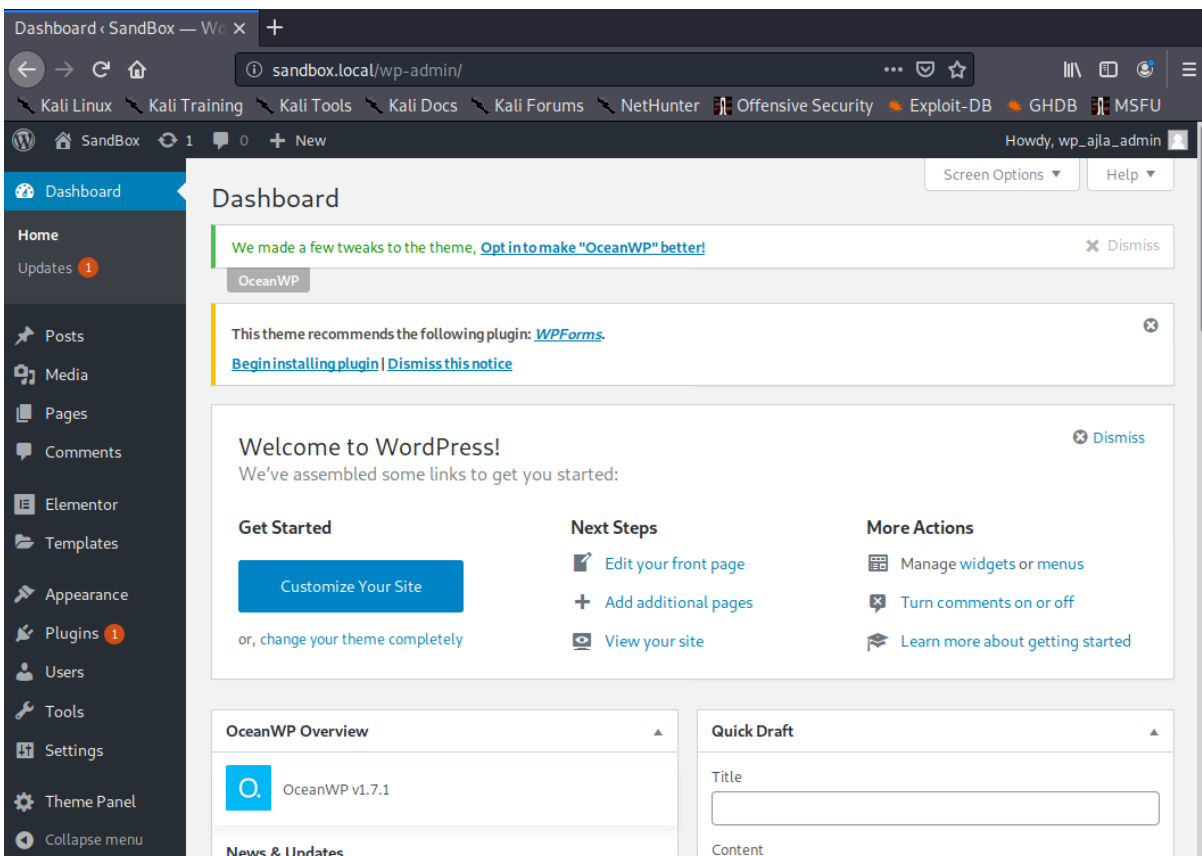 Dashboard ‹ SandBox — Wo
sandbox.local/wp-admin/
Kali Linux Kali Training Kali Tools Kali Docs Kali Forums NetHunter Offensive Security Exploit-DB GHDB MSFU
SandBox 1 0 + New Howdy, wp_ajla_admin
Screen Options ▼ Help ▼
Dashboard
Home
Updates 1
Posts
Media
Pages
Comments
Elementor
Templates
Appearance
Plugins 1
Users
Tools
Settings
Theme Panel
Collapse menu
Dashboard
We made a few tweaks to the theme, Opt in to make "OceanWP" better! Dismiss
OceanWP
This theme recommends the following plugin: WPForms.
Begin installing plugin | Dismiss this notice
Welcome to WordPress! Dismiss
We've assembled some links to get you started:
Get Started
Customize Your Site
or, change your theme completely
Next Steps
Edit your front page
Add additional pages
View your site
More Actions
Manage widgets or menus
Turn comments on or off
Learn more about getting started
OceanWP Overview
O. OceanWP v1.7.1
News & Updates
Quick Draft
Title
Content